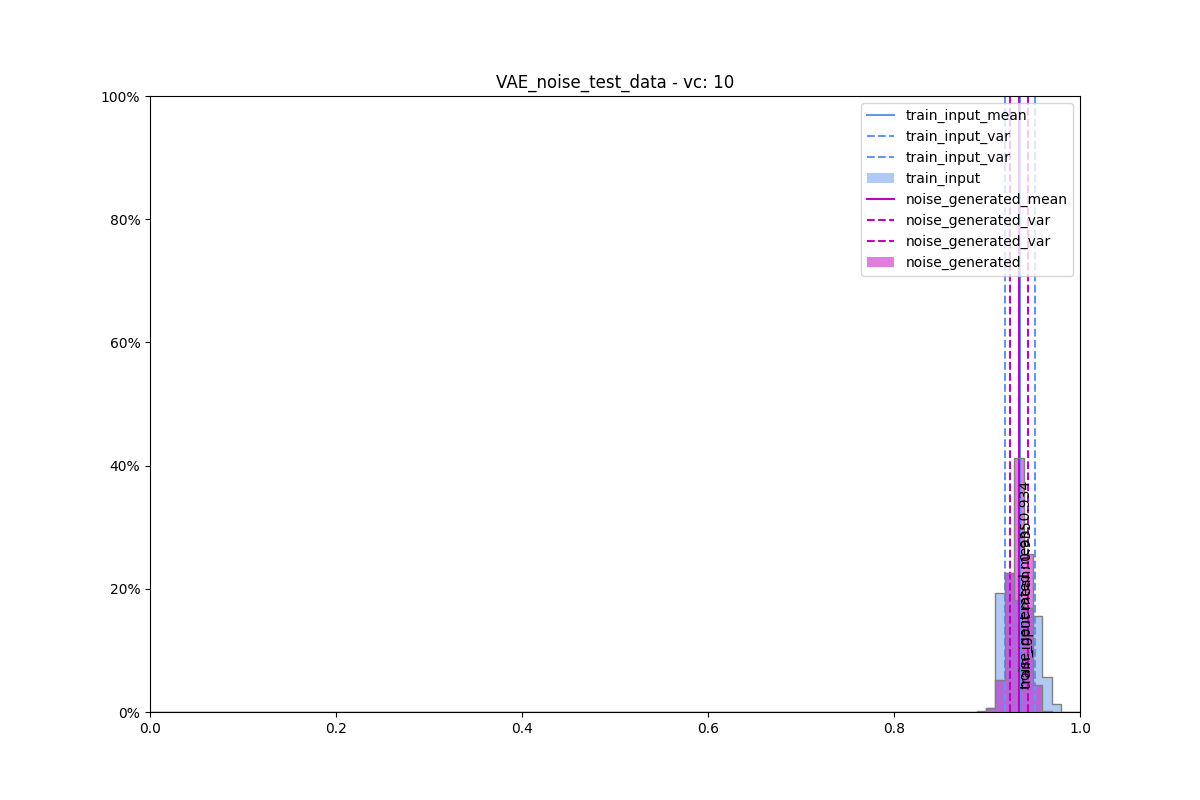 VAE_noise_test_data - vc: 10
100%
80%
60%
40%
20%
0%
0.0
0.2
0.4
0.6
0.8
1.0
train_input_mean
train_input_var
train_input_var
train_input
noise_generated_mean
noise_generated_var
noise_generated_var
noise_generated